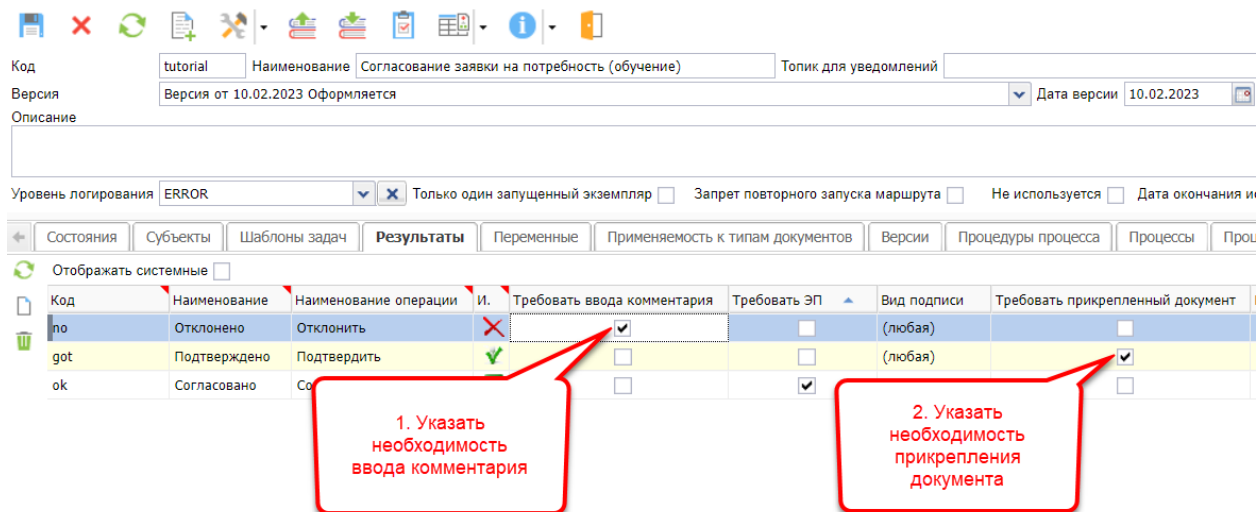 Код tutorial Наименование Согласование заявки на потребность (обучение) Топик для уведомлений
Версия Версия от 10.02.2023 Оформляется Дата версии 10.02.2023
Описание
Уровень логирования ERROR Только один запущенный экземпляр Запрет повторного запуска маршрута Не используется Дата окончания
Состояния Субъекты Шаблоны задач Результаты Переменные Применяемость к типам документов Версии Процедуры процесса Процессы
Отображать системные
Код Наименование Наименование операции И. Требовать ввода комментария Требовать ЭП Вид подписи Требовать прикрепленный документ
no Отклонено Отклонить (любая)
got Подтверждено Подтвердить (любая)
ok Согласовано
1. Указать
необходимость
ввода комментария
2. Указать
необходимость
прикрепления
документа